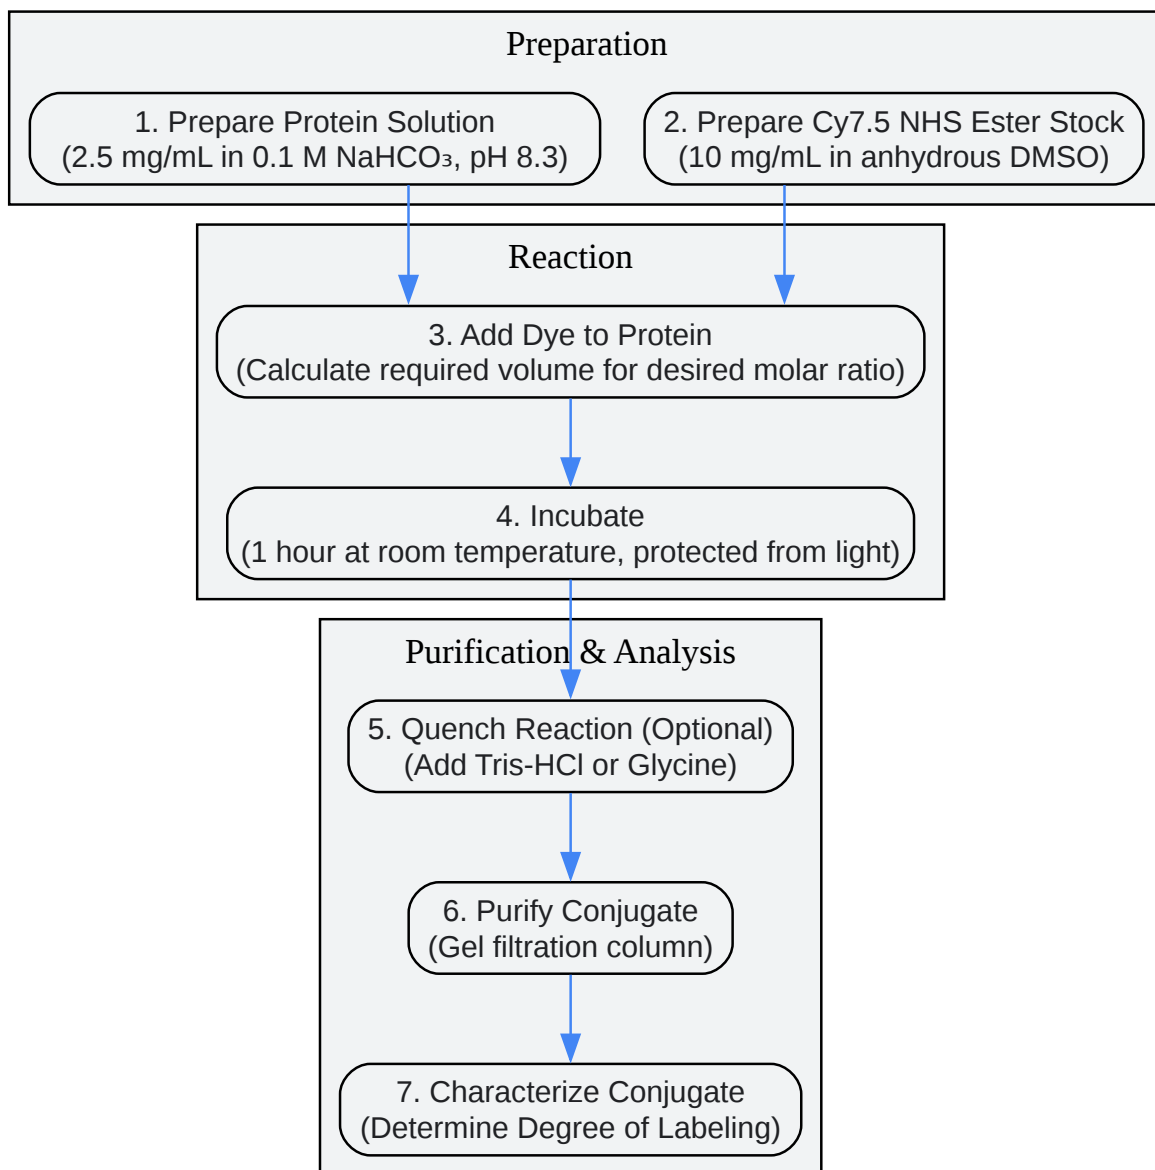 Preparation
1. Prepare Protein Solution
(2.5 mg/mL in 0.1 M NaHCO₃, pH 8.3)
2. Prepare Cy7.5 NHS Ester Stock
(10 mg/mL in anhydrous DMSO)
Reaction
3. Add Dye to Protein
(Calculate required volume for desired molar ratio)
4. Incubate
(1 hour at room temperature, protected from light)
Purification & Analysis
5. Quench Reaction (Optional)
(Add Tris-HCl or Glycine)
6. Purify Conjugate
(Gel filtration column)
7. Characterize Conjugate
(Determine Degree of Labeling)